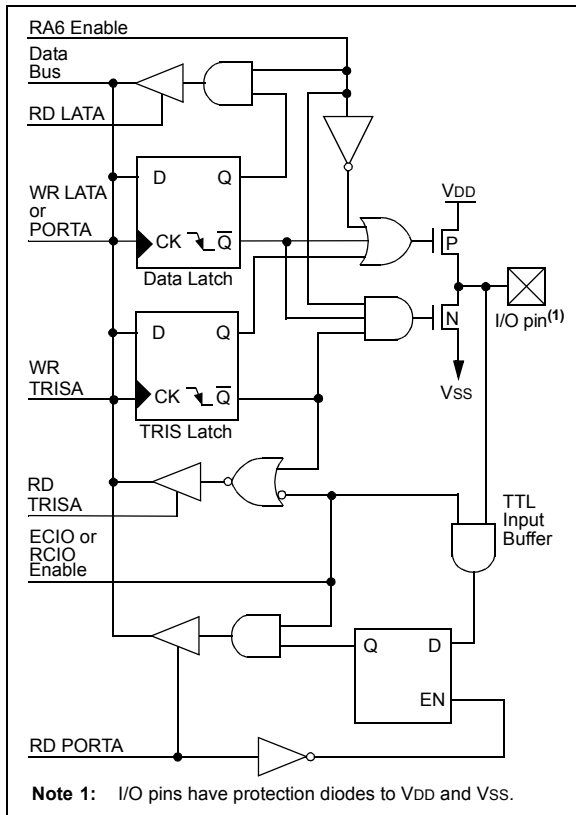 RA6 Enable
Data
Bus
RD LATA
WR LATA
or
PORTA
D
Q
CK
Q̅
Data Latch
VDD
P
N
I/O pin(1)
VSS
D
Q
WR
TRISA
CK
Q̅
TRIS Latch
RD
TRISA
TTL
Input
Buffer
ECIO or
RCIO
Enable
Q
D
EN
RD PORTA
Note 1: I/O pins have protection diodes to VDD and VSS.